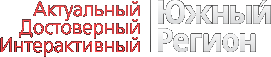 Актуальный
Достоверный
Интерактивный
Южный
Регион